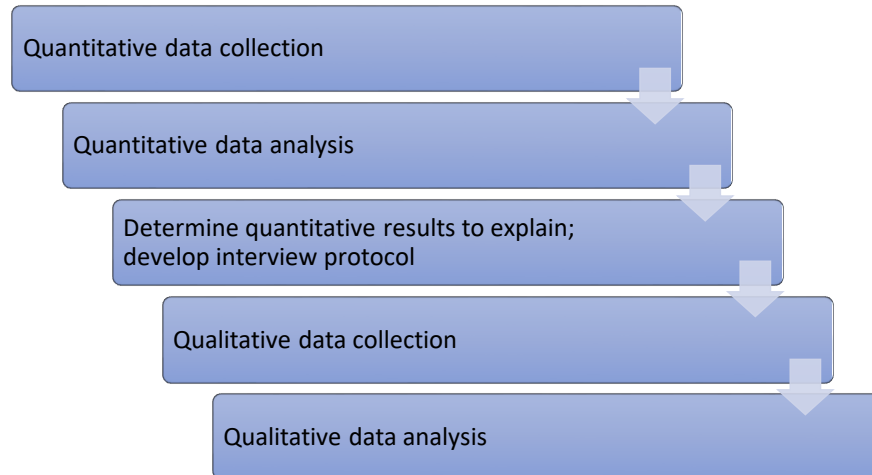 Quantitative data collection
Quantitative data analysis
Determine quantitative results to explain;
develop interview protocol
Qualitative data collection
Qualitative data analysis